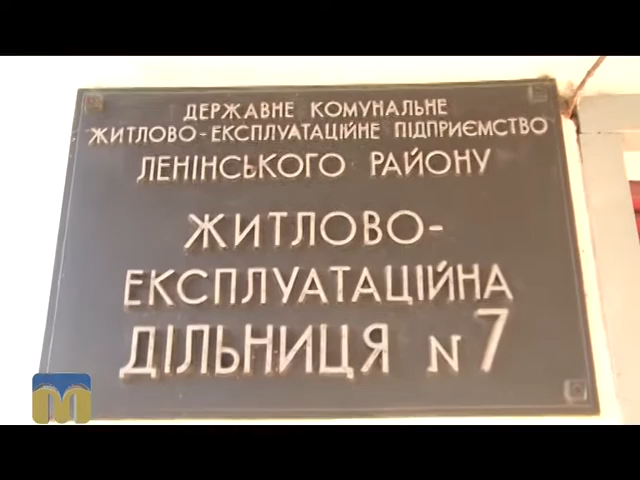 ДЕРЖАВНЕ КОМУНАЛЬНЕ
ЖИТЛОВО-ЕКСПЛУАТАЦІЙНЕ ПІДПРИЄМСТВО
ЛЕНІНСЬКОГО РАЙОНУ
ЖИТЛОВО-
ЕКСПЛУАТАЦІЙНА
ДІЛЬНИЦЯ N 7